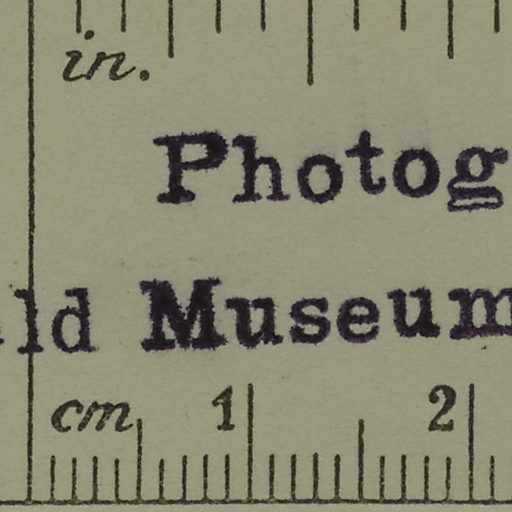 in.
Photog
ld Museum
cm 1 2